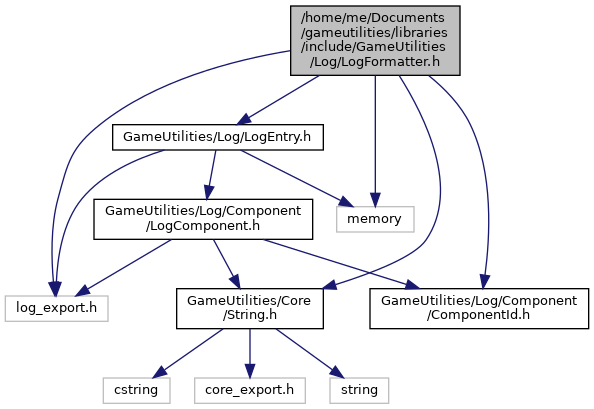 /home/me/Documents
/gameutilities/libraries
/include/GameUtilities
/Log/LogFormatter.h
GameUtilities/Log/LogEntry.h
GameUtilities/Log/Component
/LogComponent.h
memory
log_export.h
GameUtilities/Core
/String.h
GameUtilities/Log/Component
/ComponentId.h
cstring
core_export.h
string